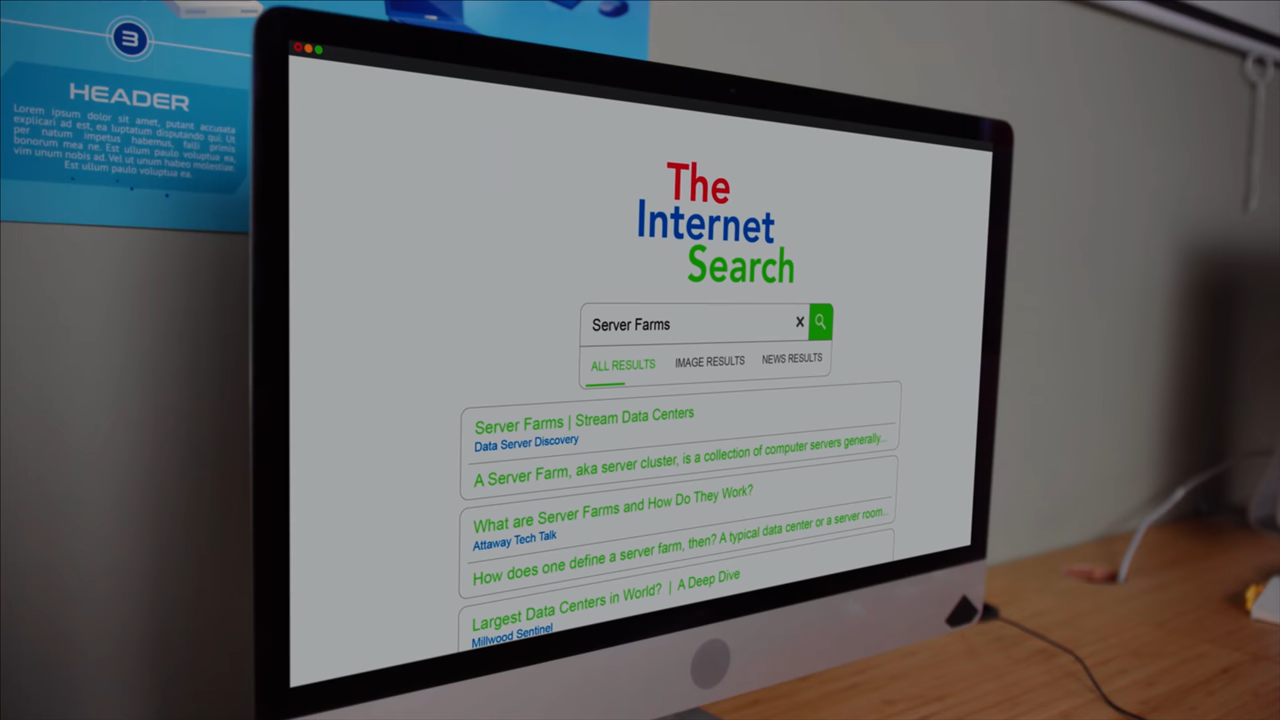 3
HEADER
Lorem ipsum dolor sit amet, putant accusata
explicari ad est, ea luptatum disputando qui. Ut
per natum impetus habemus, falli primis
bonorum mea ne. Est ullum paulo voluptua ea,
vim unum nobis ad. Vel ut unum habeo molestiae.
Est ullum paulo voluptua ea.
The
Internet
Search
Server Farms X
ALL RESULTS IMAGE RESULTS NEWS RESULTS
Server Farms | Stream Data Centers
Data Server Discovery
A Server Farm, aka server cluster, is a collection of computer servers generally...
What are Server Farms and How Do They Work?
Attaway Tech Talk
How does one define a server farm, then? A typical data center or a server room...
Largest Data Centers in World? | A Deep Dive
Millwood Sentinel